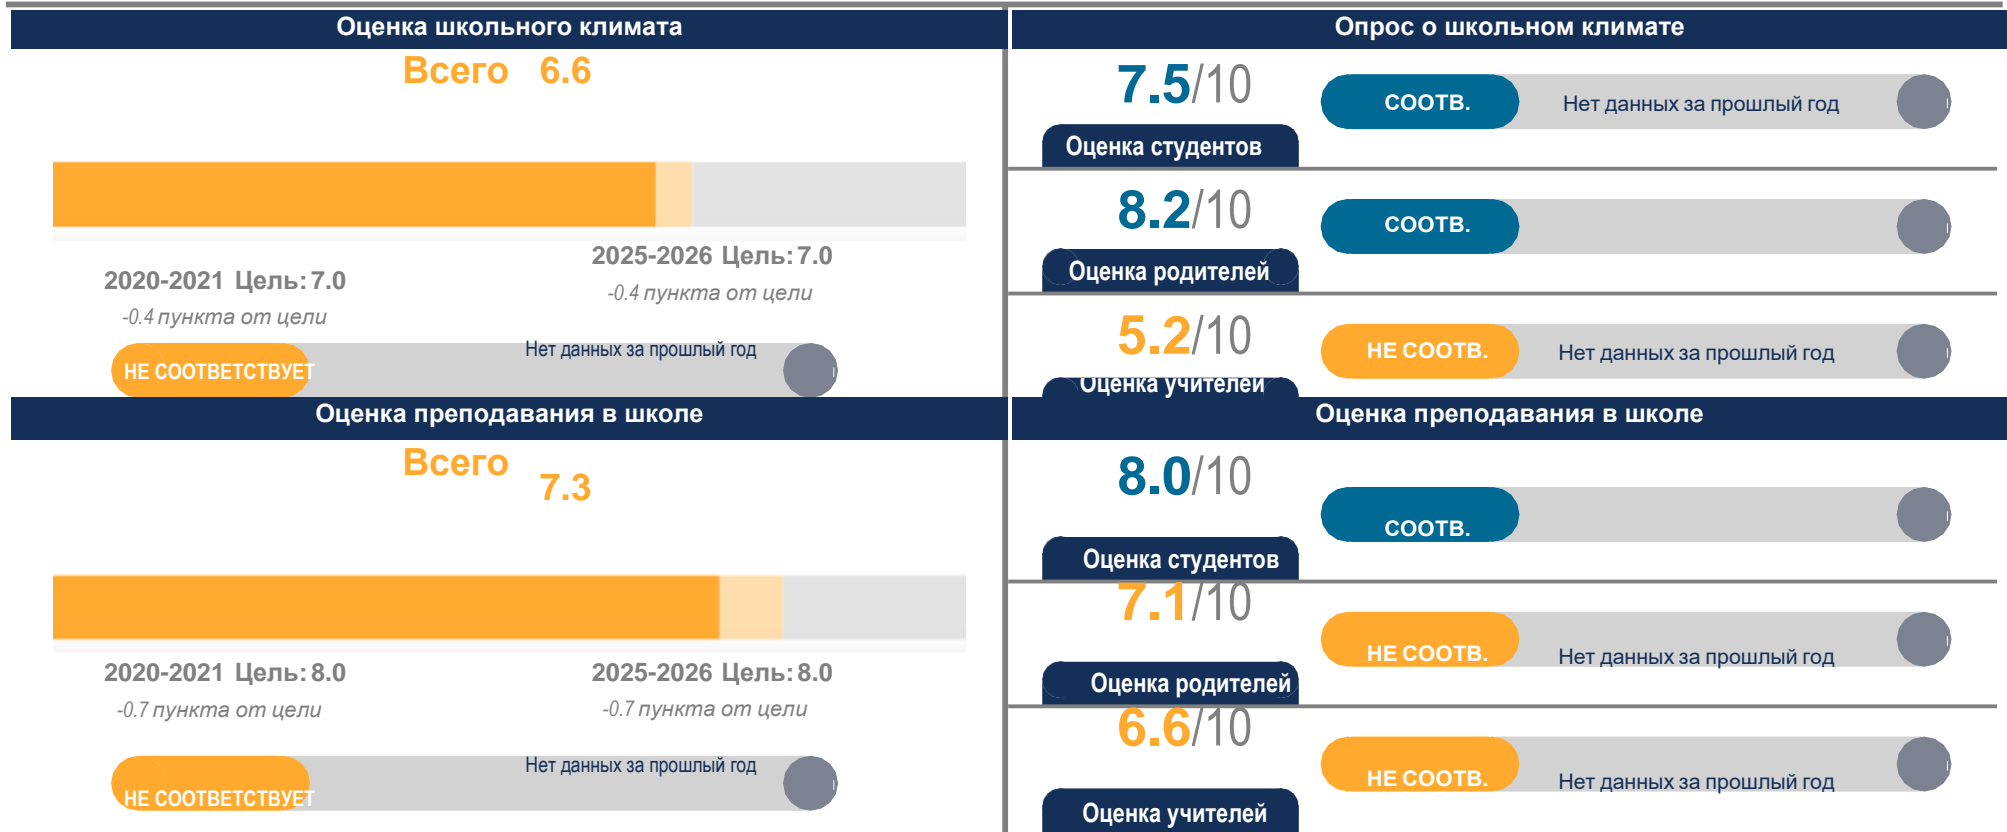 Оценка школьного климата
Всего 6.6
2025-2026 Цель: 7.0
2020-2021 Цель: 7.0
-0.4 пункта от цели
-0.4 пункта от цели
Нет данных за прошлый год
НЕ СООТВЕТСТВУЕТ
Опрос о школьном климате
7.5/10
СООТВ.
Нет данных за прошлый год
Оценка студентов
8.2/10
СООТВ.
Оценка родителей
5.2/10
НЕ СООТВ.
Нет данных за прошлый год
Оценка учителей
Оценка преподавания в школе
Всего 7.3
2020-2021 Цель: 8.0
2025-2026 Цель: 8.0
-0.7 пункта от цели
-0.7 пункта от цели
Нет данных за прошлый год
НЕ СООТВЕТСТВУЕТ
Оценка преподавания в школе
8.0/10
СООТВ.
Оценка студентов
7.1/10
НЕ СООТВ.
Нет данных за прошлый год
Оценка родителей
6.6/10
НЕ СООТВ.
Нет данных за прошлый год
Оценка учителей